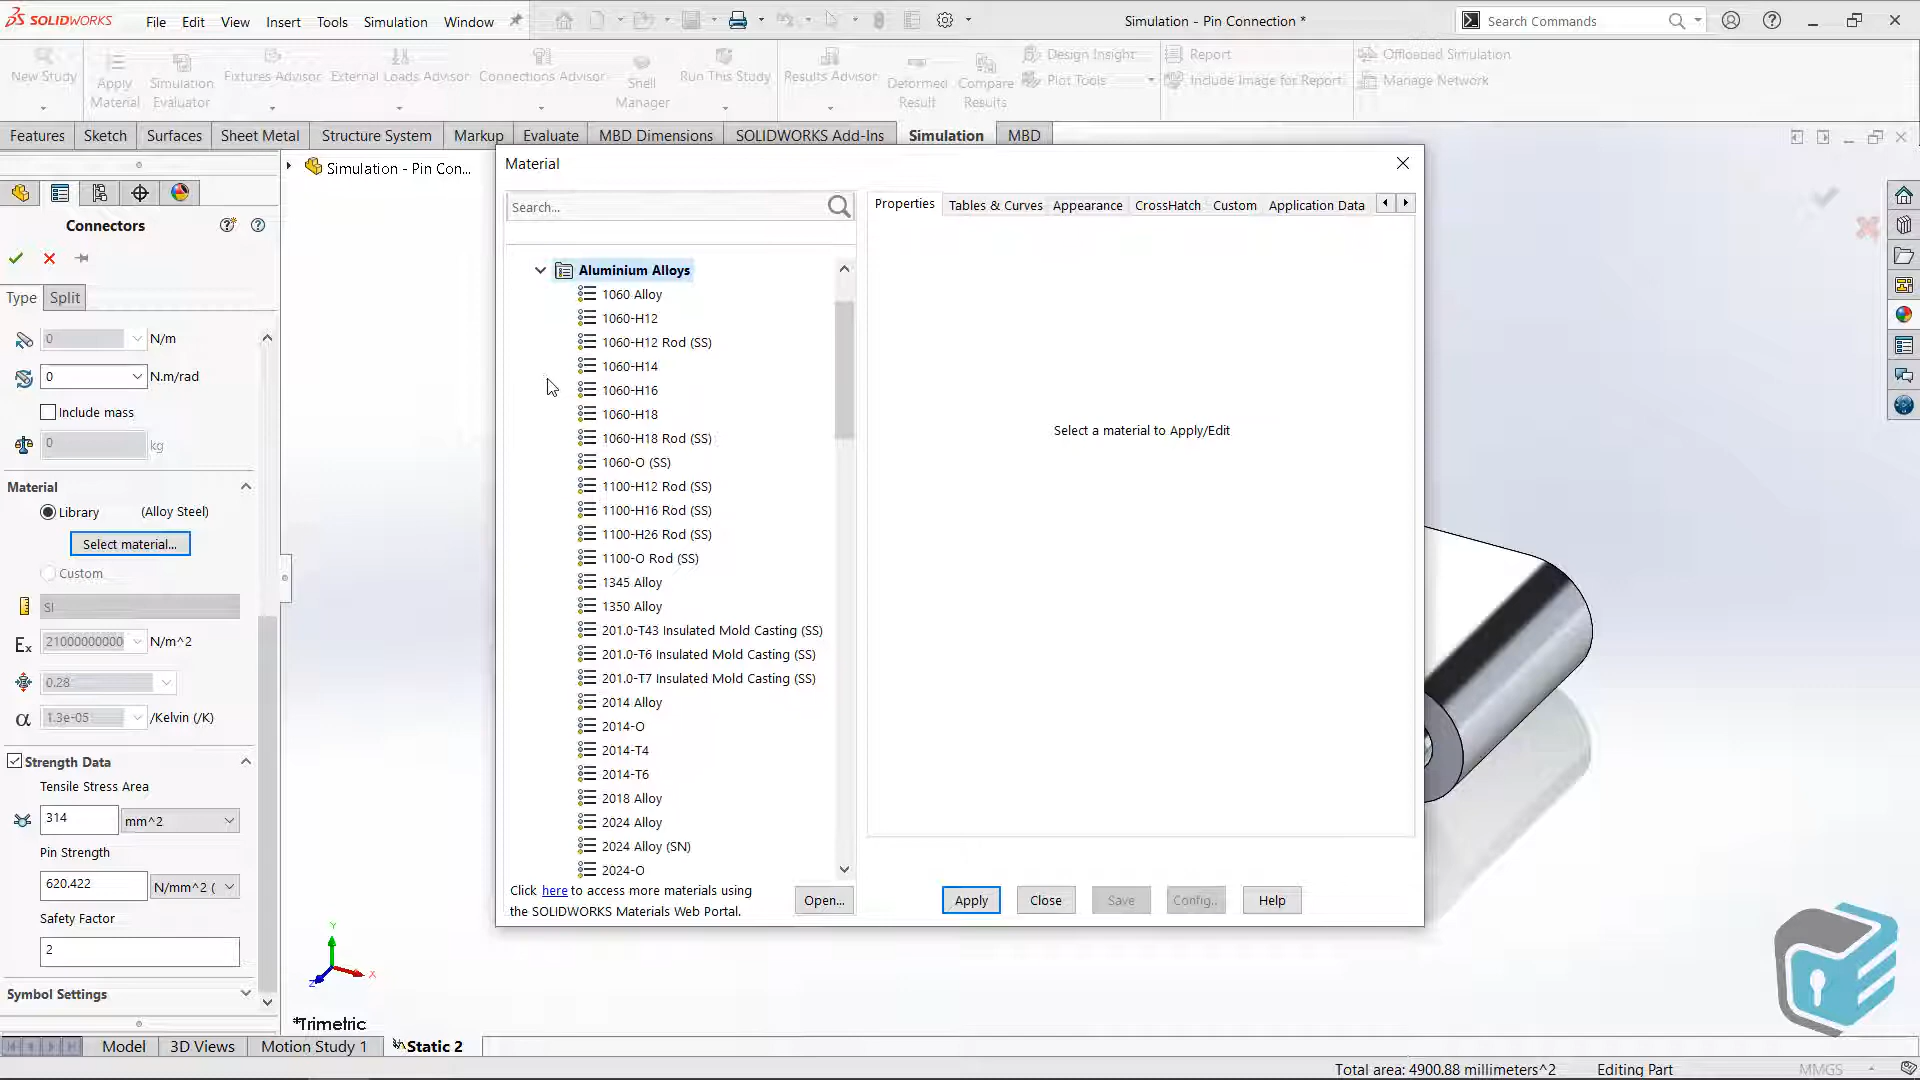 SOLIDWORKS File Edit View Insert Tools Simulation Window Simulation - Pin Connection * Search Commands
New Study
Apply Material
Simulation Evaluator
Fixtures Advisor
External Loads Advisor
Connections Advisor
Shell Manager
Run This Study
Results Advisor
Deformed Result
Compare Results
Design Insight
Plot Tools
Report
Include Image for Report
Offloaded Simulation
Manage Network
Features Sketch Surfaces Sheet Metal Structure System Markup Evaluate MBD Dimensions SOLIDWORKS Add-Ins Simulation MBD
Simulation - Pin Con...
Connectors
Type Split
0 N/m
0 N.m/rad
Include mass
0 kg
Material
Library (Alloy Steel)
Select material...
Custom
SI
Ex 21000000000 N/m^2
0.28
α 1.3e-05 /Kelvin (/K)
Strength Data
Tensile Stress Area
314 mm^2
Pin Strength
620.422 N/mm^2 (
Safety Factor
2
Symbol Settings
Material
Search...
Aluminium Alloys
1060 Alloy
1060-H12
1060-H12 Rod (SS)
1060-H14
1060-H16
1060-H18
1060-H18 Rod (SS)
1060-O (SS)
1100-H12 Rod (SS)
1100-H16 Rod (SS)
1100-H26 Rod (SS)
1100-O Rod (SS)
1345 Alloy
1350 Alloy
201.0-T43 Insulated Mold Casting (SS)
201.0-T6 Insulated Mold Casting (SS)
201.0-T7 Insulated Mold Casting (SS)
2014 Alloy
2014-O
2014-T4
2014-T6
2018 Alloy
2024 Alloy
2024 Alloy (SN)
2024-O
Click here to access more materials using
the SOLIDWORKS Materials Web Portal.
Open...
Properties Tables & Curves Appearance CrossHatch Custom Application Data
Select a material to Apply/Edit
Apply Close Save Config.. Help
Y
X
Z
*Trimetric
Model 3D Views Motion Study 1 Static 2
Total area: 4900.88 millimeters^2 Editing Part MMGS